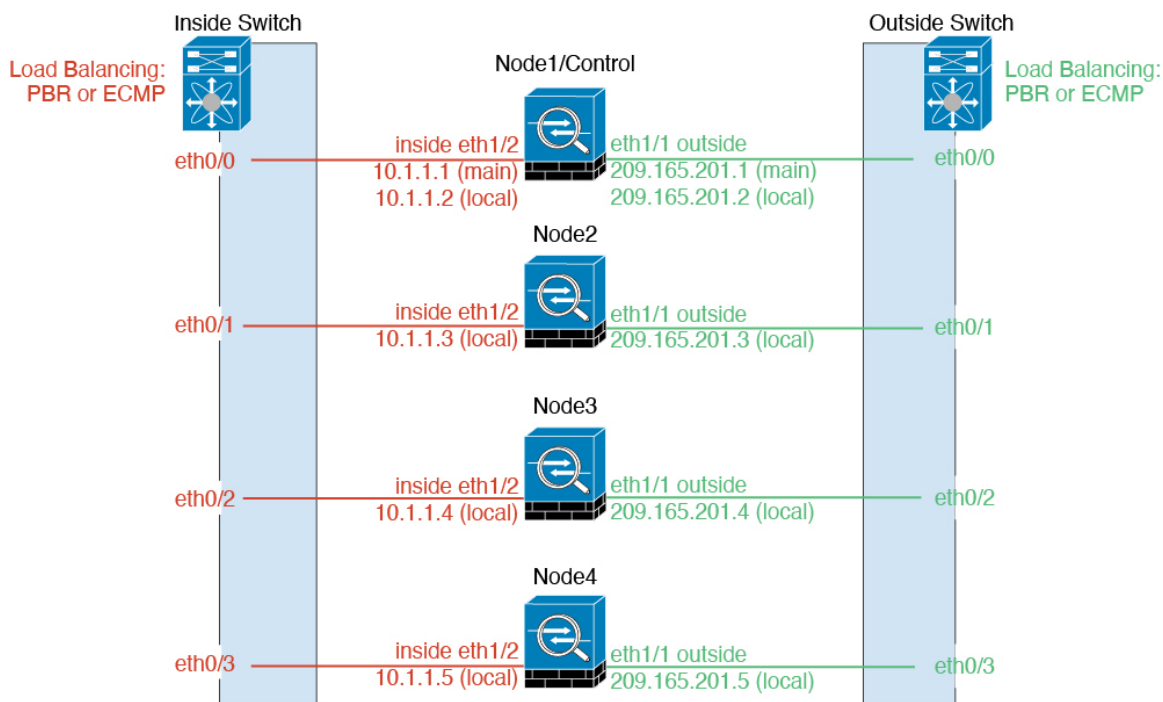 Inside Switch
Outside Switch
Load Balancing:
PBR or ECMP
Node1/Control
Load Balancing:
PBR or ECMP
eth0/0
inside eth1/2
10.1.1.1 (main)
10.1.1.2 (local)
eth1/1 outside
209.165.201.1 (main)
209.165.201.2 (local)
eth0/0
Node2
eth0/1
inside eth1/2
10.1.1.3 (local)
eth1/1 outside
209.165.201.3 (local)
eth0/1
Node3
eth0/2
inside eth1/2
10.1.1.4 (local)
eth1/1 outside
209.165.201.4 (local)
eth0/2
Node4
eth0/3
inside eth1/2
10.1.1.5 (local)
eth1/1 outside
209.165.201.5 (local)
eth0/3